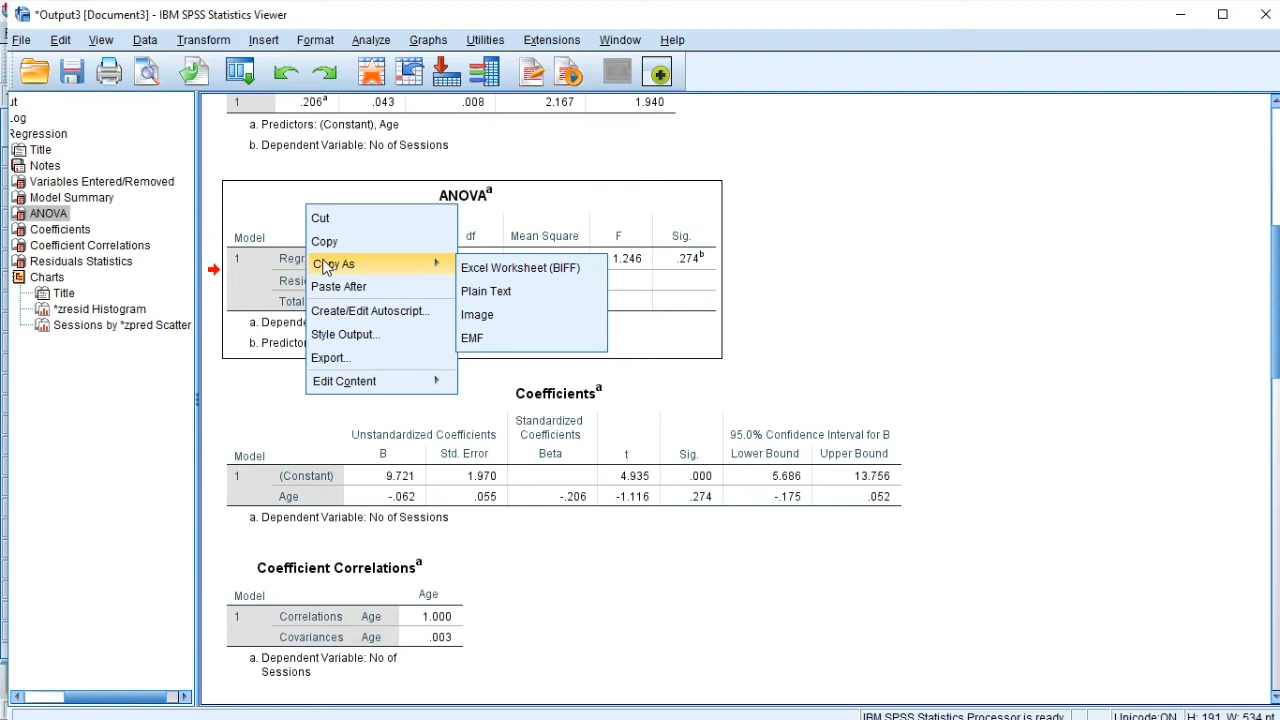 *Output3 [Document3] - IBM SPSS Statistics Viewer
File Edit View Data Transform Insert Format Analyze Graphs Utilities Extensions Window Help
ut
Log
Regression
Title
Notes
Variables Entered/Removed
Model Summary
ANOVA
Coefficients
Coefficient Correlations
Residuals Statistics
Charts
Title
*zresid Histogram
Sessions by *zpred Scatter
1 .206a .043 .008 2.167 1.940
a. Predictors: (Constant), Age
b. Dependent Variable: No of Sessions
ANOVAa
Model df Mean Square F Sig.
1 Regr 1.246 .274b
Resi
Total
a. Depende
b. Predictor
Cut
Copy
Copy As
Paste After
Create/Edit Autoscript...
Style Output...
Export...
Edit Content
Excel Worksheet (BIFF)
Plain Text
Image
EMF
Coefficientsa
Unstandardized Coefficients Standardized Coefficients 95.0% Confidence Interval for B
Model B Std. Error Beta t Sig. Lower Bound Upper Bound
1 (Constant) 9.721 1.970 4.935 .000 5.686 13.756
Age -.062 .055 -.206 -1.116 .274 -.175 .052
a. Dependent Variable: No of Sessions
Coefficient Correlationsa
Model Age
1 Correlations Age 1.000
Covariances Age .003
a. Dependent Variable: No of
Sessions
IBM SPSS Statistics Processor is ready Unicode:ON H: 191, W: 534 pt